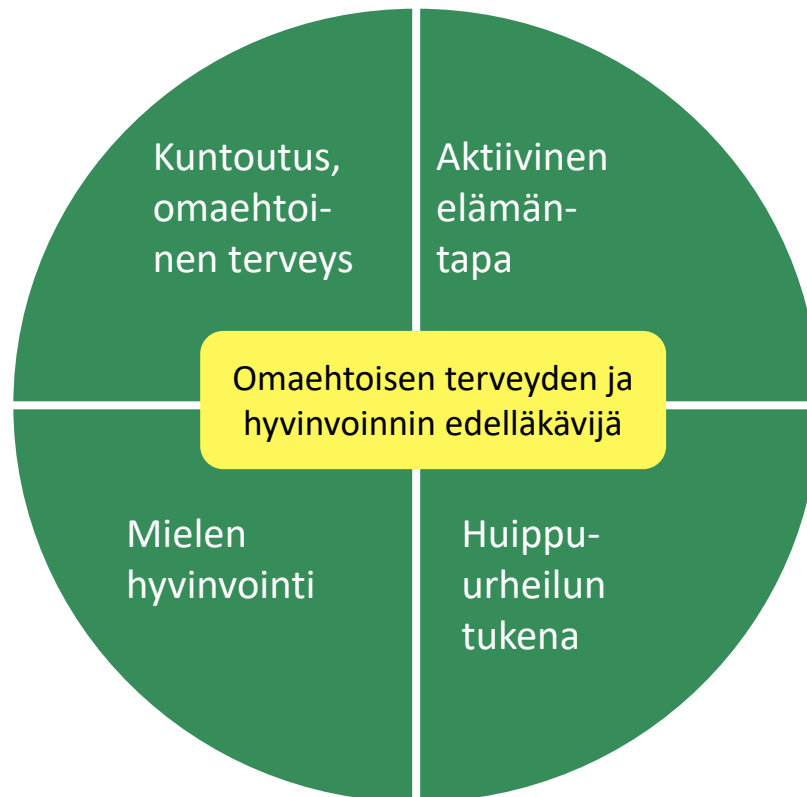 Kuntoutus,
omaehtoi-
nen terveys
Aktiivinen
elämän-
tapa
Omaehtoisen terveyden ja
hyvinvoinnin edelläkävijä
Mielen
hyvinvointi
Huippu-
urheilun
tukena